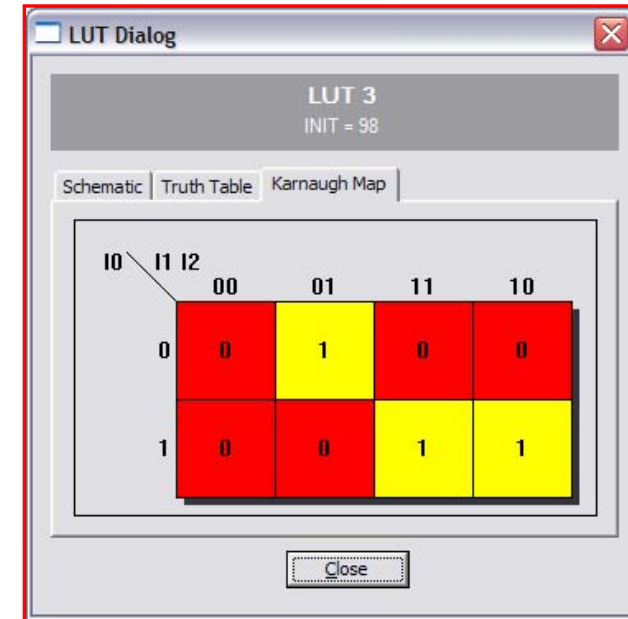 LUT Dialog
LUT 3
INIT = 98
Schematic Truth Table Karnaugh Map
I0 I1 I2
00 01 11 10
0 0 1 0 0
1 0 0 1 1
Close